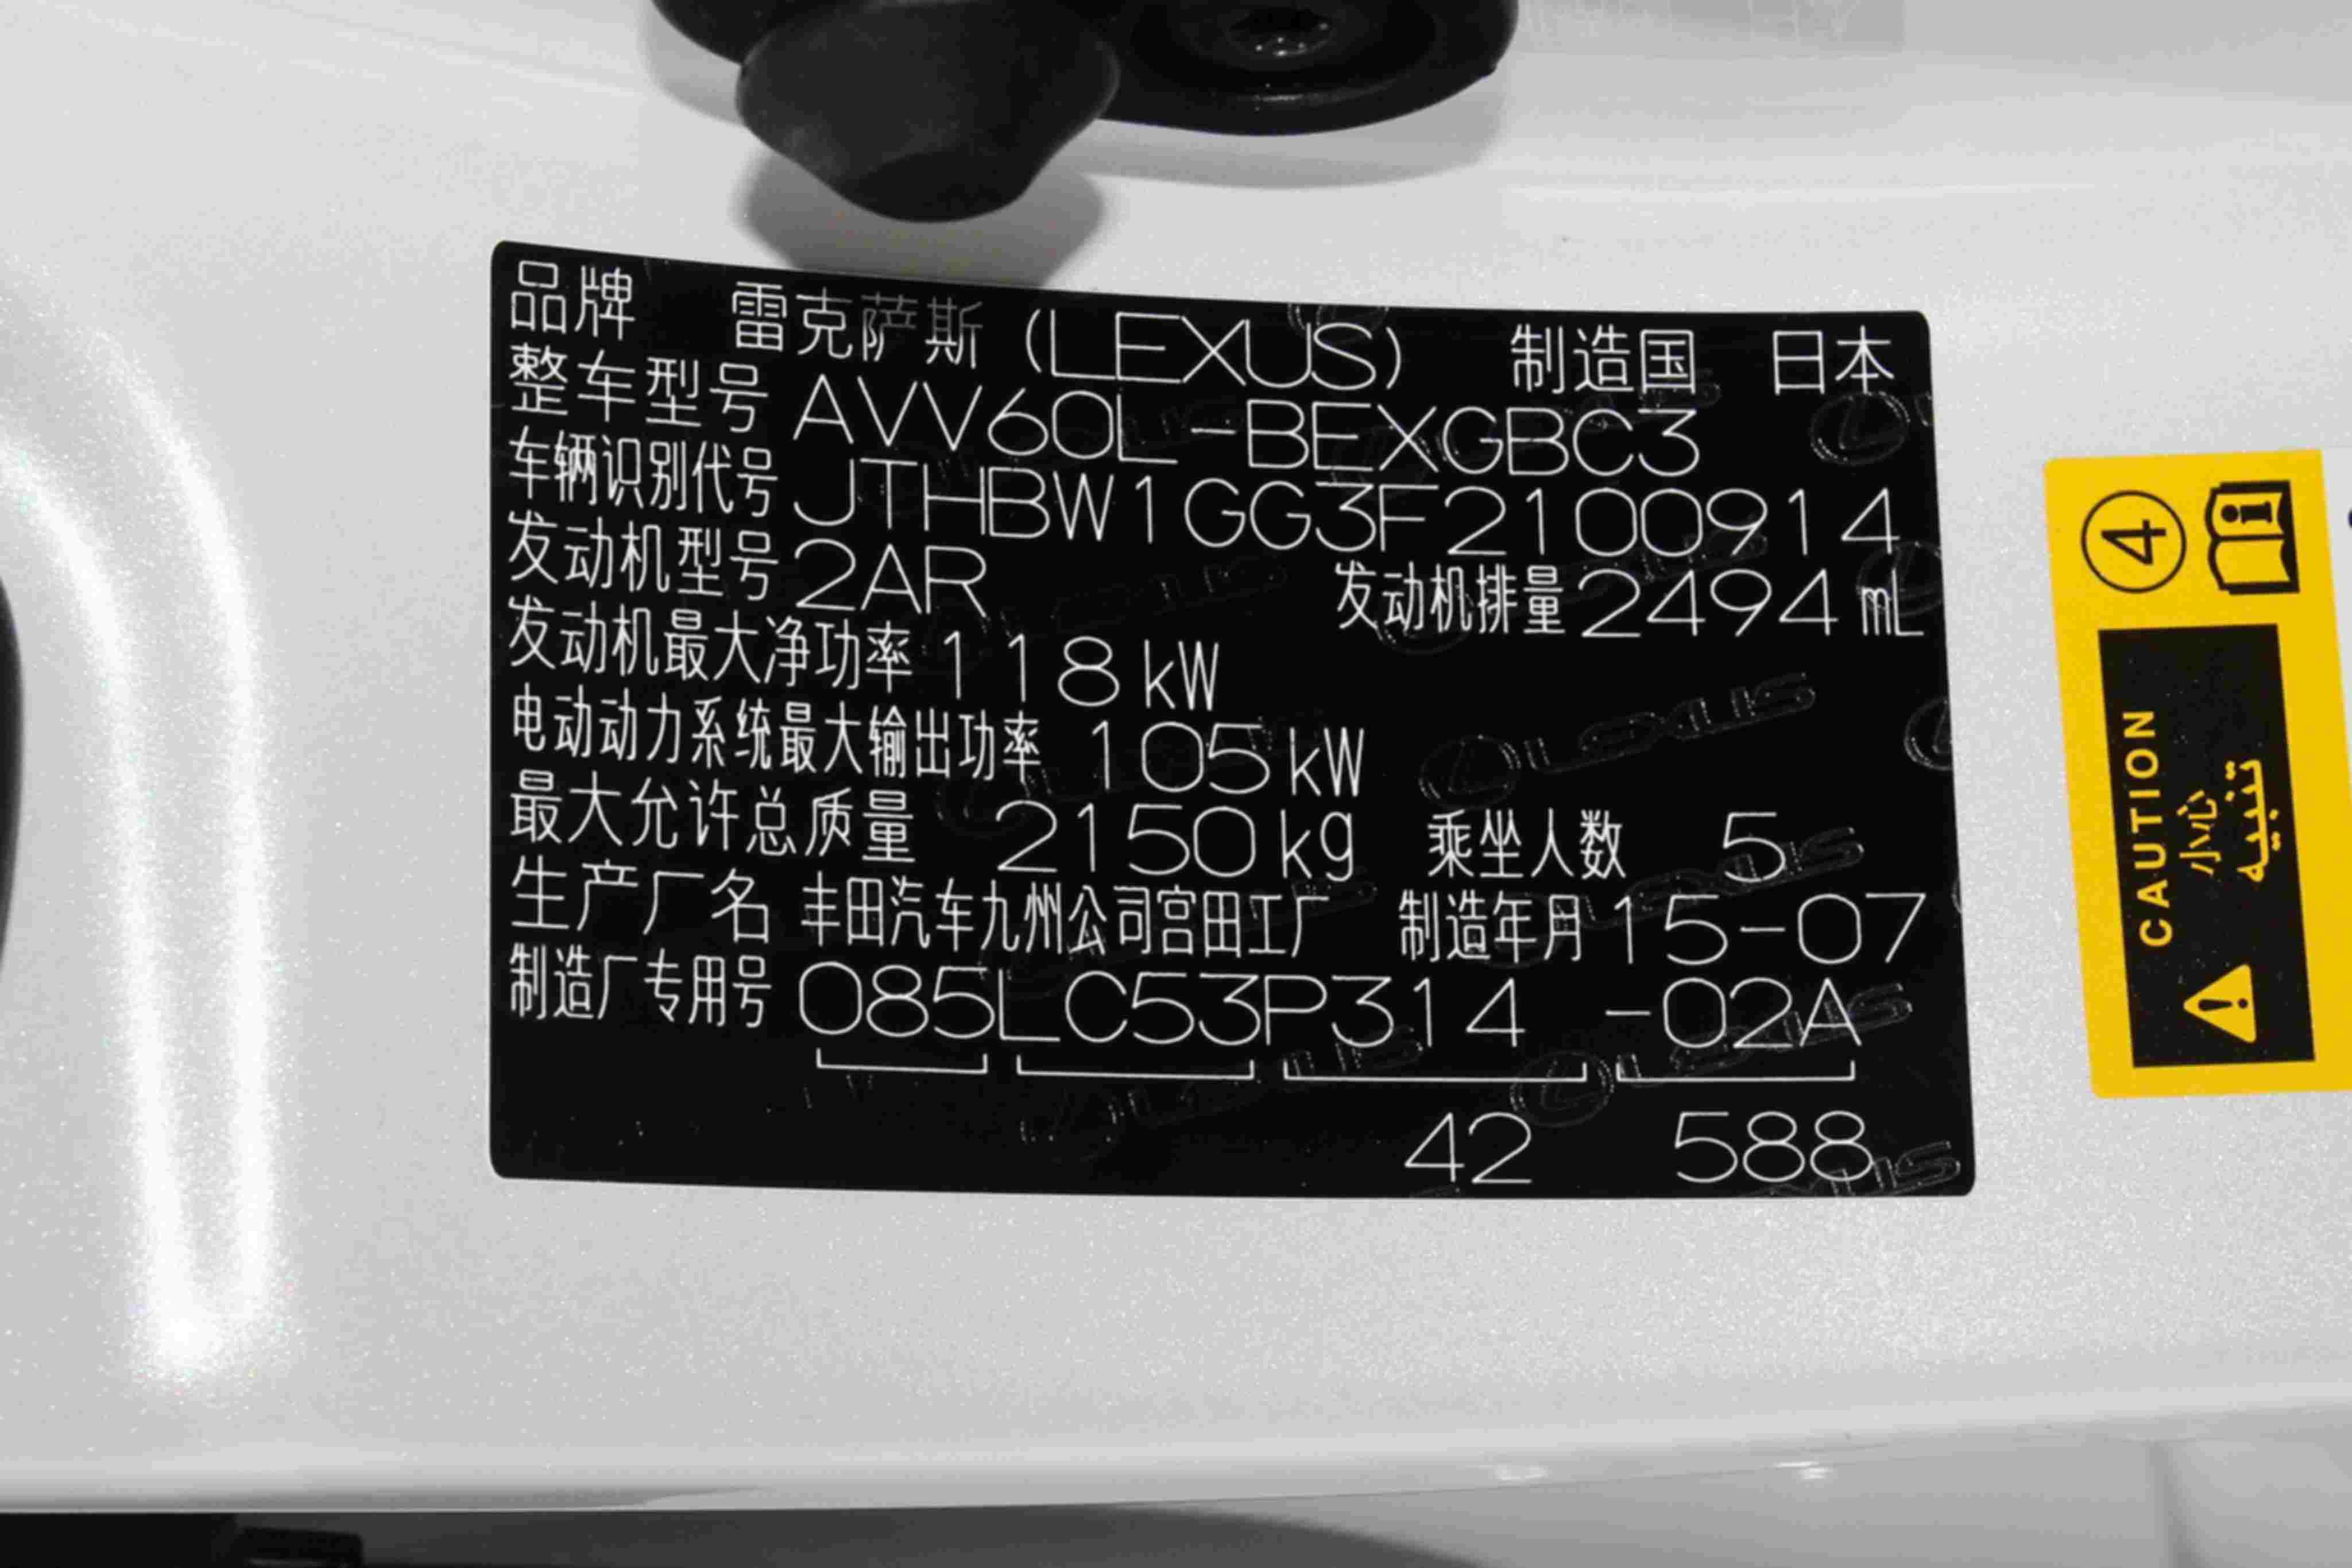 品牌 雷克萨斯 (LEXUS) 制造国 日本
整车型号 AVV60L-BEXGBC3
车辆识别代号 JTHBW1GG3F2100914
发动机型号 2AR 发动机排量 2494 mL
发动机最大净功率 118 kW
电动动力系统最大输出功率 105 kW
最大允许总质量 2150 kg 乘坐人数 5
生产厂名 丰田汽车九州公司宫田工厂 制造年月 15-07
制造厂专用号 085LC53P314 -02A
42 588
④
CAUTION
小心
تنبيه